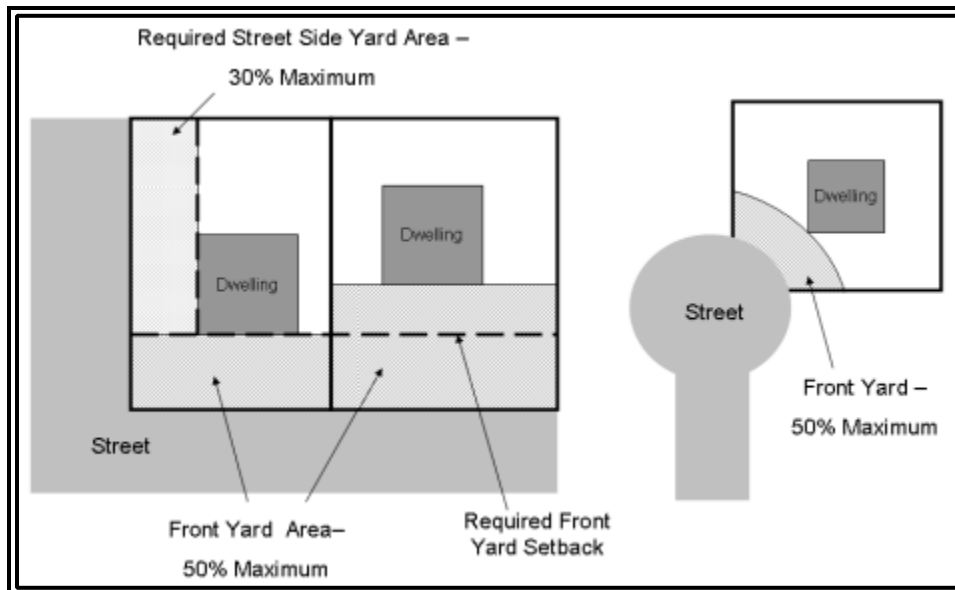 Required Street Side Yard Area –
30% Maximum
Dwelling
Dwelling
Street
Front Yard Area–
50% Maximum
Required Front
Yard Setback
Dwelling
Street
Front Yard –
50% Maximum